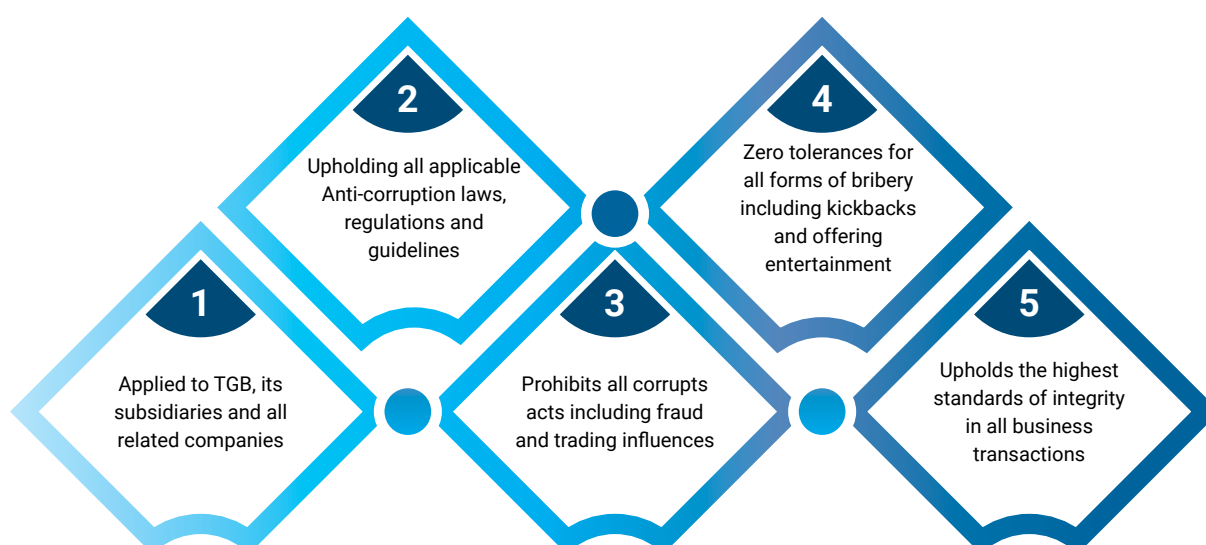 1
Applied to TGB, its
subsidiaries and all
related companies
2
Upholding all applicable
Anti-corruption laws,
regulations and
guidelines
3
Prohibits all corrupts
acts including fraud
and trading influences
4
Zero tolerances for
all forms of bribery
including kickbacks
and offering
entertainment
5
Upholds the highest
standards of integrity
in all business
transactions